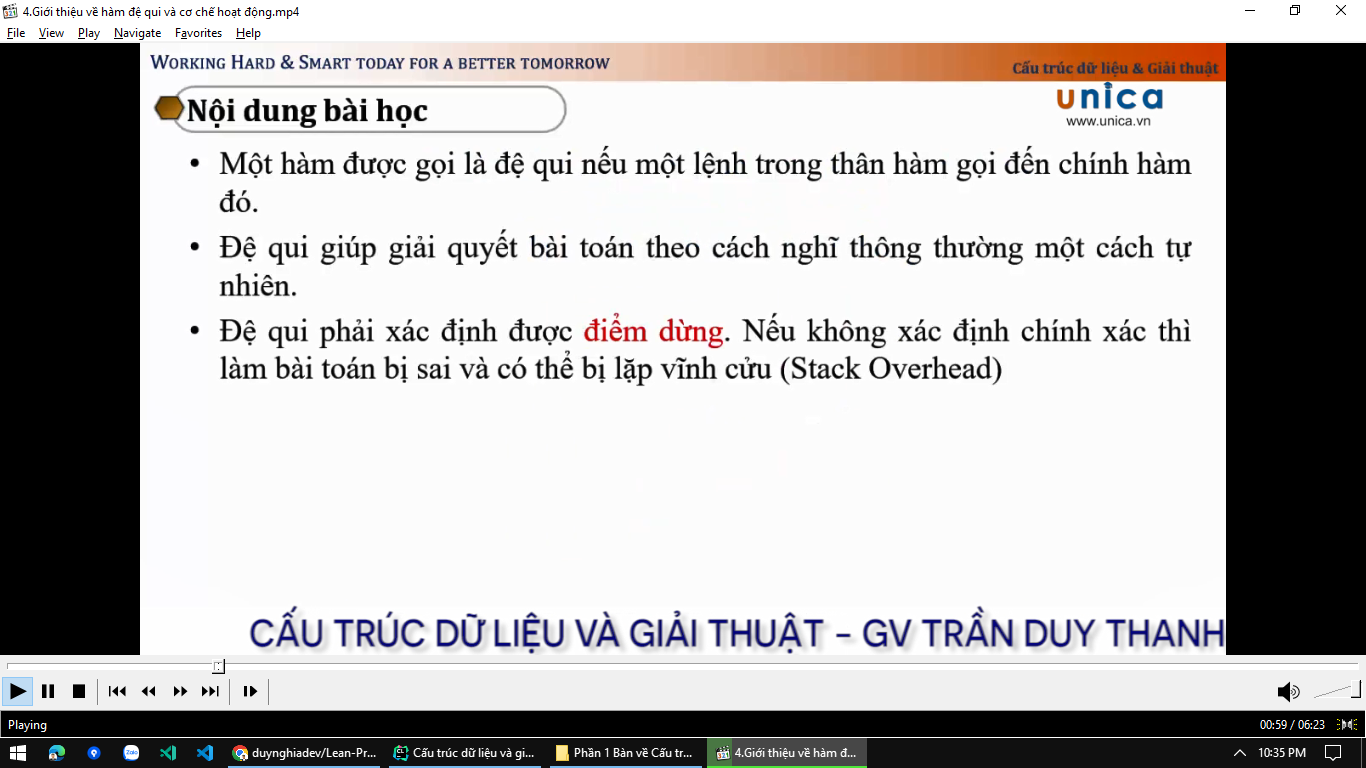 4.Giới thiệu về hàm đệ qui và cơ chế hoạt động.mp4
File View Play Navigate Favorites Help
WORKING HARD & SMART TODAY FOR A BETTER TOMORROW
Cấu trúc dữ liệu & Giải thuật
Nội dung bài học
unica
www.unica.vn
• Một hàm được gọi là đệ qui nếu một lệnh trong thân hàm gọi đến chính hàm
đó.
• Đệ qui giúp giải quyết bài toán theo cách nghĩ thông thường một cách tự
nhiên.
• Đệ qui phải xác định được điểm dừng. Nếu không xác định chính xác thì
làm bài toán bị sai và có thể bị lặp vĩnh cửu (Stack Overhead)
CẤU TRÚC DỮ LIỆU VÀ GIẢI THUẬT - GV TRẦN DUY THANH
Playing
00:59 / 06:23
duynghiadev/Lean-Pr...
Cấu trúc dữ liệu và gi...
Phần 1 Bàn về Cấu tr...
4.Giới thiệu về hàm đ...
10:35 PM